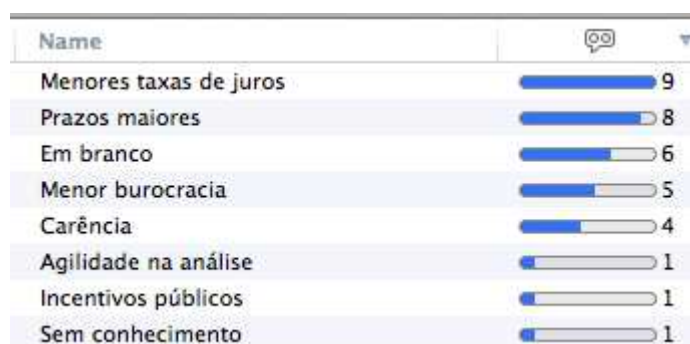 Name
Menores taxas de juros 9
Prazos maiores 8
Em branco 6
Menor burocracia 5
Carência 4
Agilidade na análise 1
Incentivos públicos 1
Sem conhecimento 1